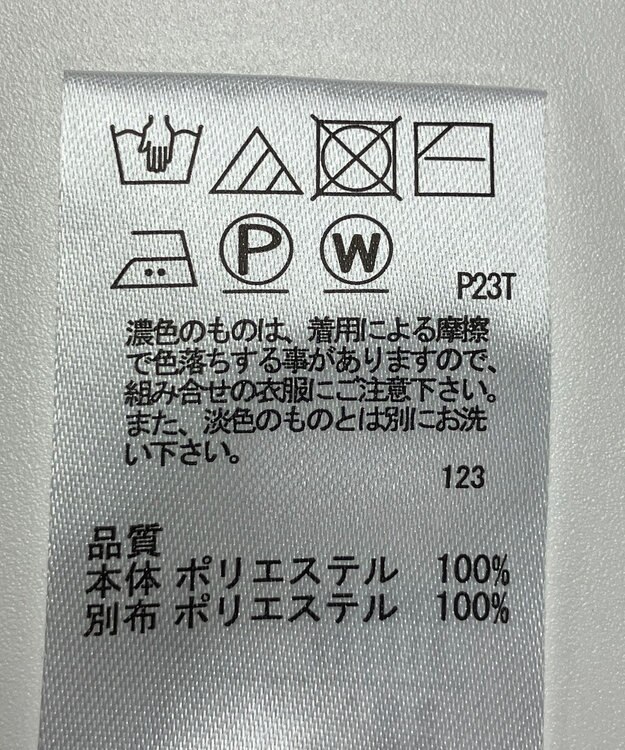 P W
P23T
濃色のものは、着用による摩擦
で色落ちする事がありますので、
組み合せの衣服にご注意下さい。
また、淡色のものとは別にお洗
い下さい。
123
品質
本体 ポリエステル 100%
別布 ポリエステル 100%